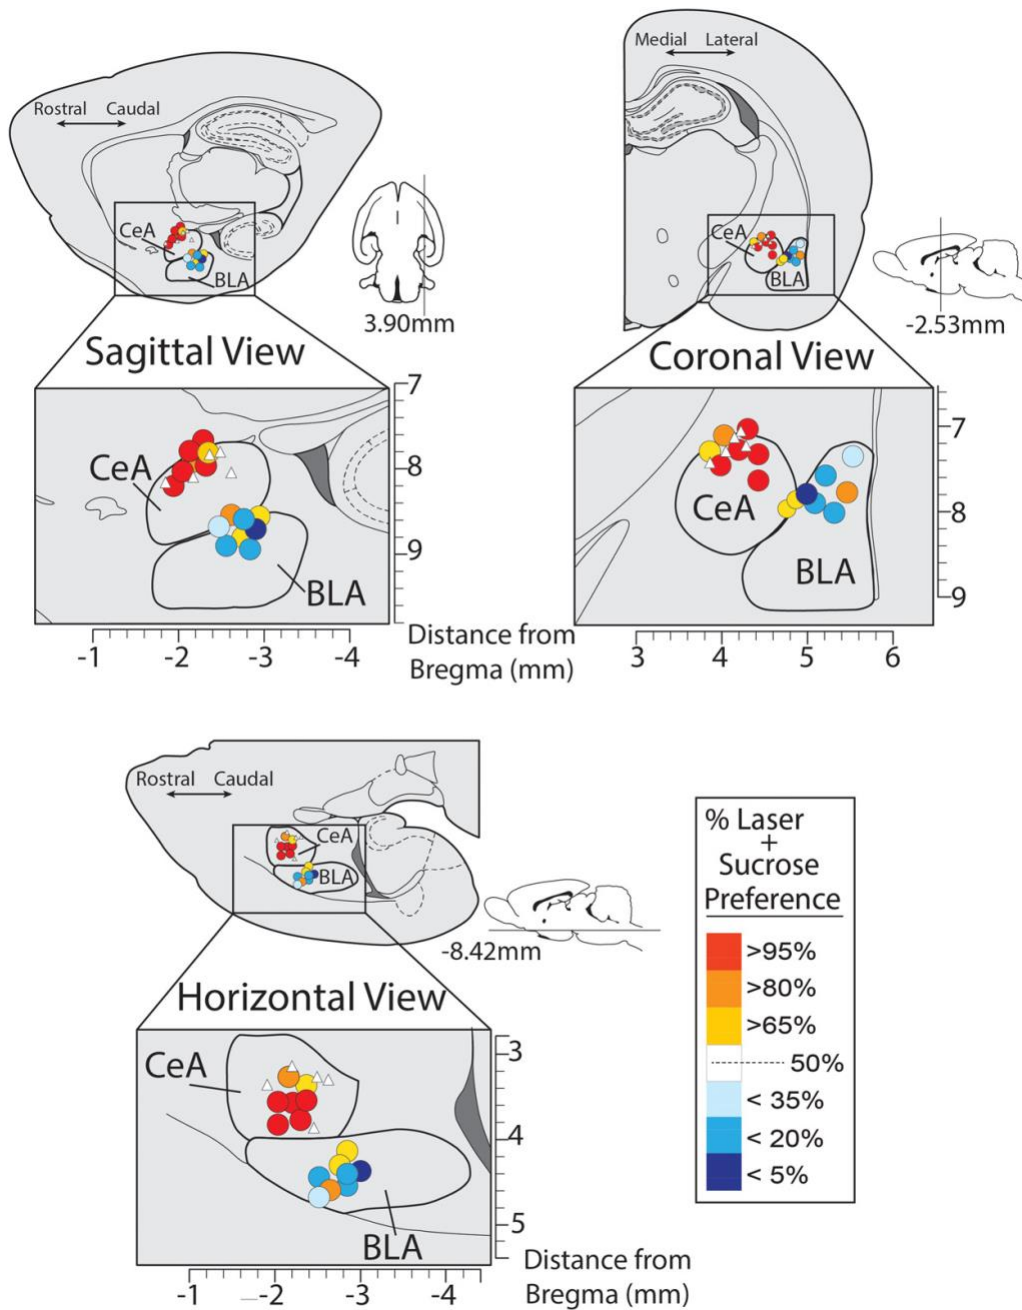 Medial Lateral
Rostral Caudal
CeA
BLA
CeA
BLA
3.90mm
-2.53mm
Sagittal View
Coronal View
7
8
9
CeA
BLA
7
8
9
CeA
BLA
-1 -2 -3 -4
Distance from
Bregma (mm)
3 4 5 6
Rostral Caudal
CeA
BLA
-8.42mm
Horizontal View
CeA
BLA
3
4
5
-1 -2 -3 -4
Distance from
Bregma (mm)
% Laser
+
Sucrose
Preference
>95%
>80%
>65%
50%
< 35%
< 20%
< 5%